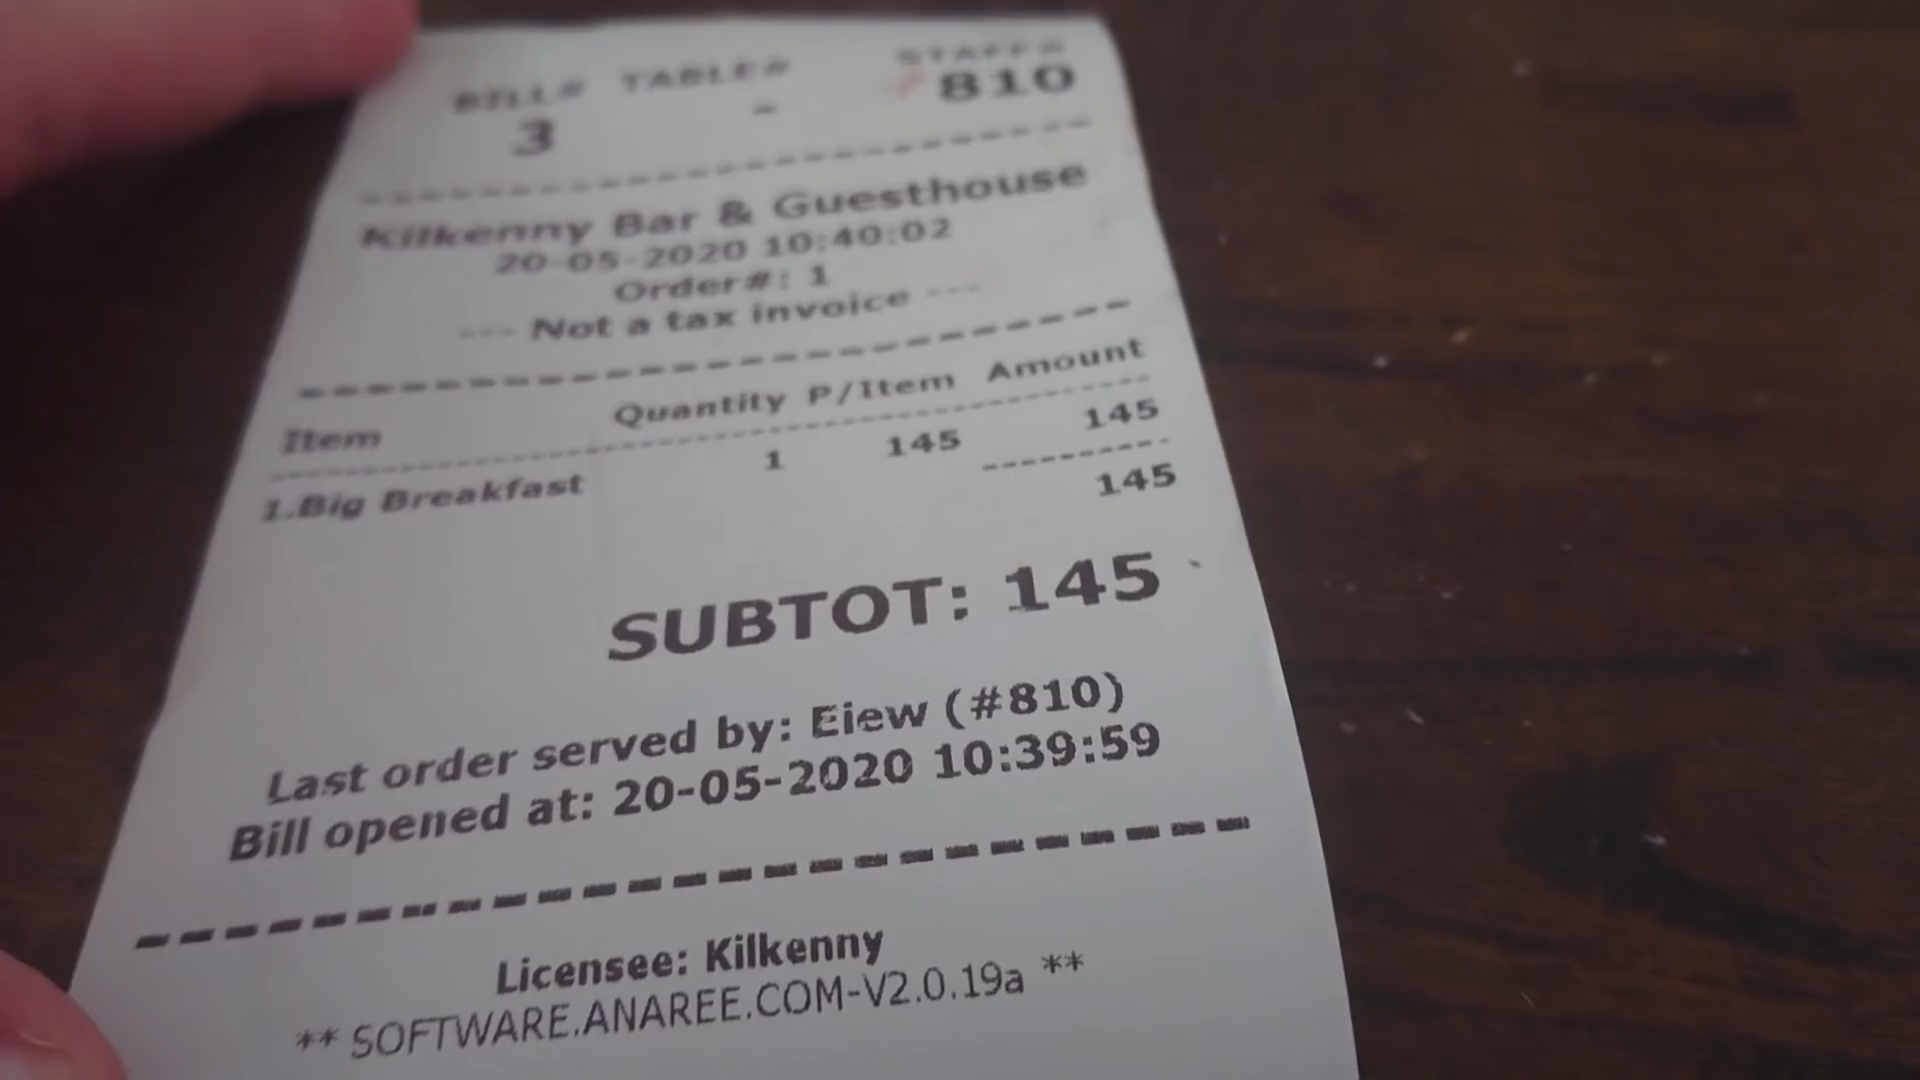 BILL# TABLE# STAFF#
3 - 810
Kilkenny Bar & Guesthouse
20-05-2020 10:40:02
Order#: 1
--- Not a tax invoice ---
Item Quantity P/Item Amount
1.Big Breakfast 1 145 145
145
SUBTOT: 145
Last order served by: Eiew (#810)
Bill opened at: 20-05-2020 10:39:59
Licensee: Kilkenny
** SOFTWARE.ANAREE.COM-V2.0.19a **